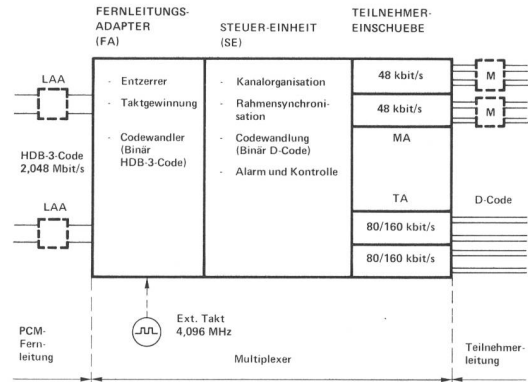 FERNLEITUNGS-
ADAPTER
(FA)
STEUER-EINHEIT
(SE)
TEILNEHMER-
EINSCHUEBE
LAA
- Entzerrer
- Taktgewinnung
- Codewandler
(Binär
HDB-3-Code)
- Kanalorganisation
- Rahmensynchroni-
sation
- Codewandlung
(Binär D-Code)
- Alarm und Kontrolle
48 kbit/s
48 kbit/s
MA
TA
80/160 kbit/s
80/160 kbit/s
M
M
HDB-3-Code
2,048 Mbit/s
LAA
D-Code
Ext. Takt
4,096 MHz
PCM-
Fern-
leitung
Multiplexer
Teilnehmer-
leitung